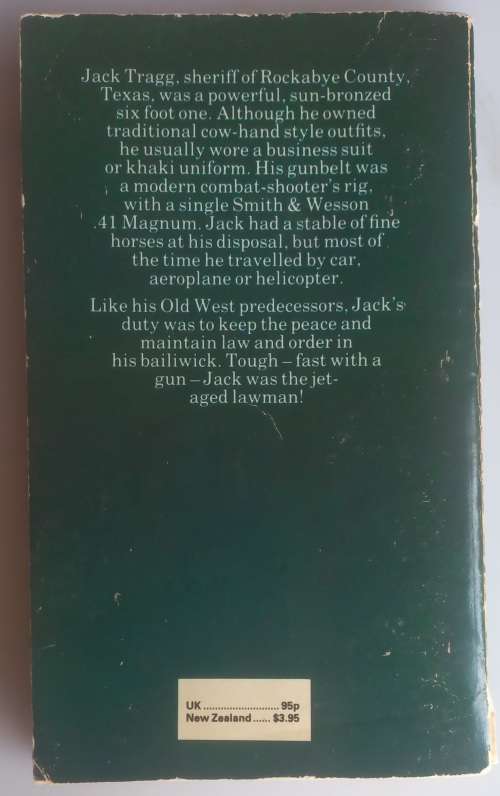 Jack Tragg, sheriff of Rockabye County,
Texas, was a powerful, sun-bronzed
six foot one. Although he owned
traditional cow-hand style outfits,
he usually wore a business suit
or khaki uniform. His gunbelt was
a modern combat-shooter's rig,
with a single Smith & Wesson
.41 Magnum. Jack had a stable of fine
horses at his disposal, but most of
the time he travelled by car,
aeroplane or helicopter.
Like his Old West predecessors, Jack's
duty was to keep the peace and
maintain law and order in
his bailiwick. Tough – fast with a
gun – Jack was the jet-
aged lawman!
UK .......................... 95p
New Zealand ...... $3.95